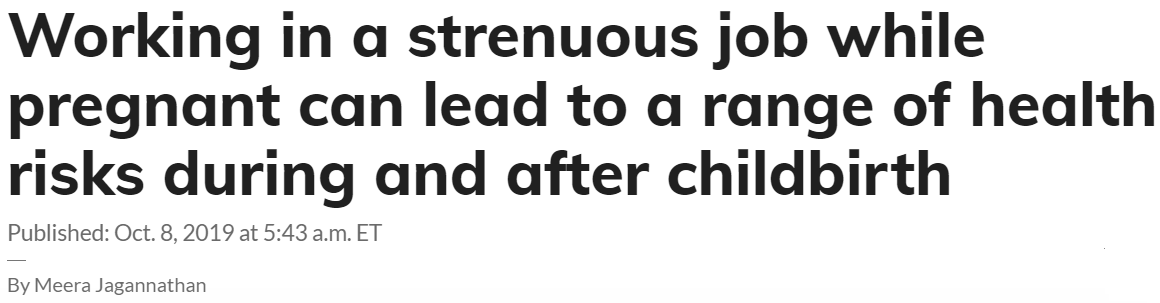 Working in a strenuous job while
pregnant can lead to a range of health
risks during and after childbirth
Published: Oct. 8, 2019 at 5:43 a.m. ET
By Meera Jagannathan